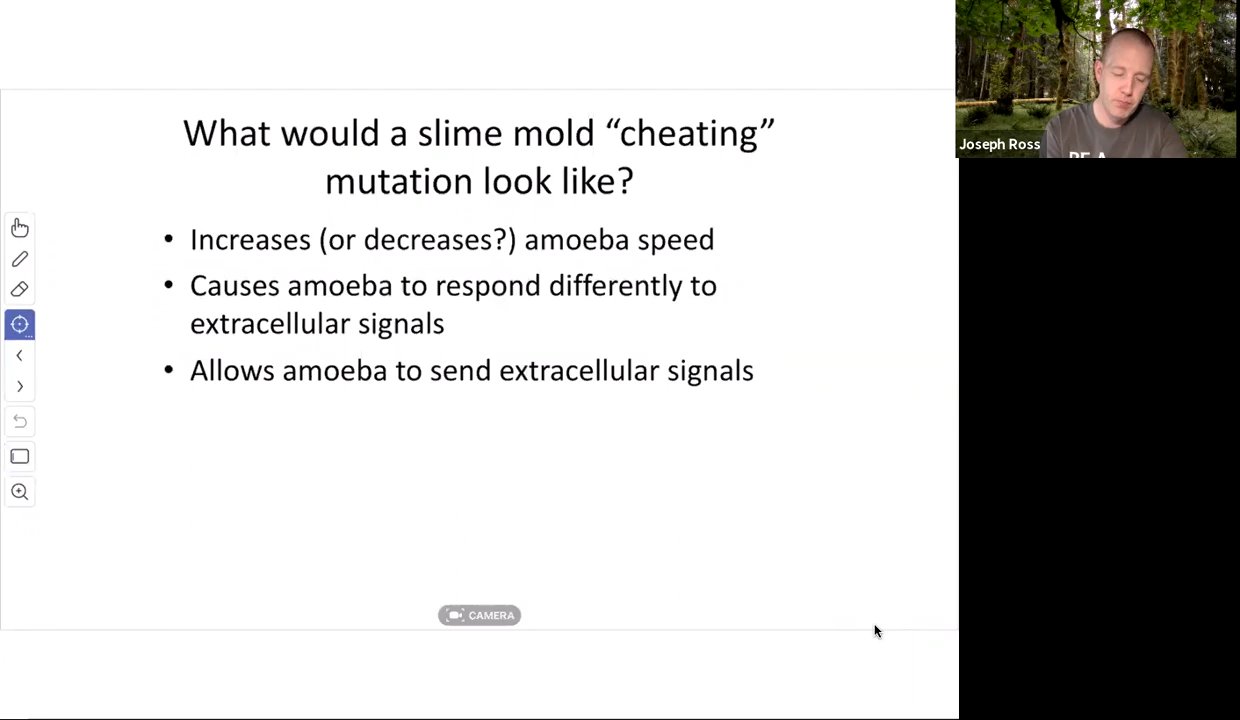 What would a slime mold “cheating”
mutation look like?
• Increases (or decreases?) amoeba speed
• Causes amoeba to respond differently to
extracellular signals
• Allows amoeba to send extracellular signals
CAMERA
Joseph Ross
BE A